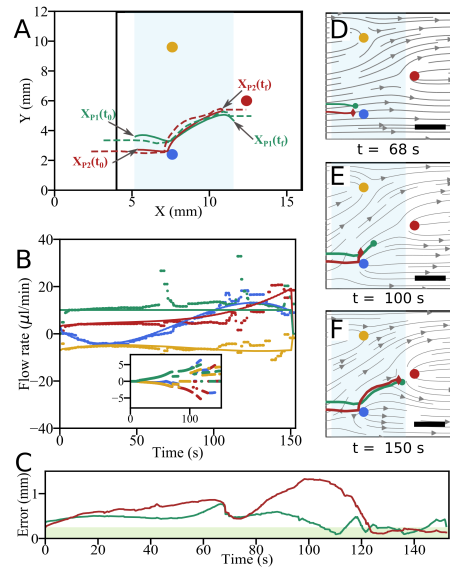 A
12
10
8
6
4
2
0
Y (mm)
0
5
10
15
X (mm)
X_P1(t_0)
X_P2(t_0)
X_P2(t_f)
X_P1(t_f)
B
40
20
0
−20
−40
Flow rate (μl/min)
0
50
100
150
Time (s)
5
0
−5
0
100
C
1
0
Error (mm)
0
20
40
60
80
100
120
140
Time (s)
D
t = 68 s
E
t = 100 s
F
t = 150 s